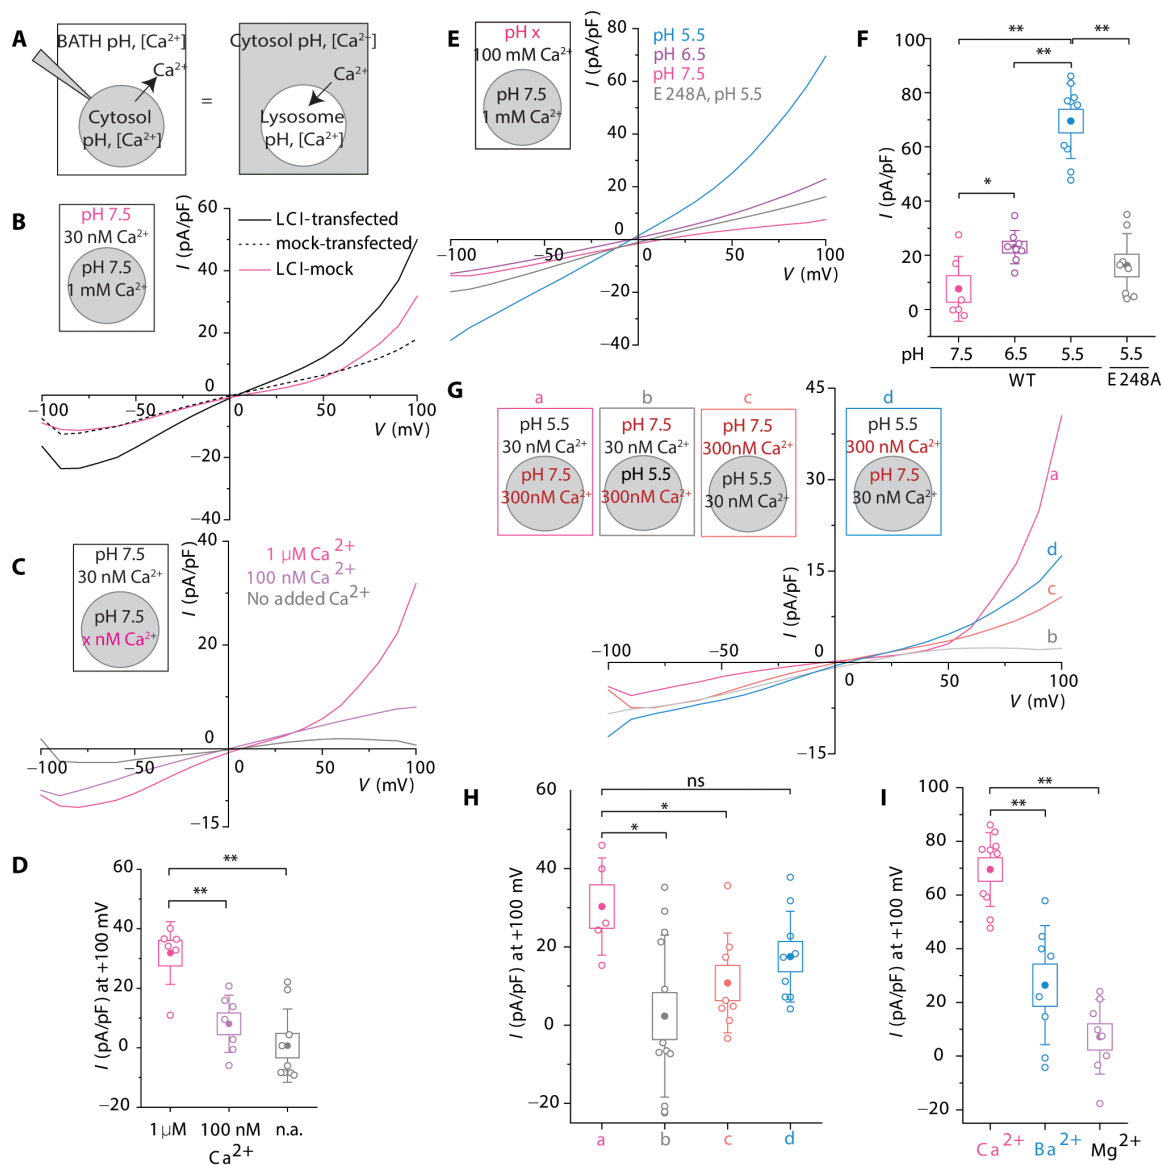 A
BATH pH, [Ca²⁺]
Ca²⁺
Cytosol
pH, [Ca²⁺]
=
Cytosol pH, [Ca²⁺]
Ca²⁺
Lysosome
pH, [Ca²⁺]
B
pH 7.5
30 nM Ca²⁺
pH 7.5
1 mM Ca²⁺
I (pA/pF)
60
40
20
0
−20
−40
−100
−50
50
100
V (mV)
LCI-transfected
mock-transfected
LCI-mock
C
pH 7.5
30 nM Ca²⁺
pH 7.5
x nM Ca²⁺
I (pA/pF)
40
20
0
−15
−100
−50
0
50
100
V (mV)
1 µM Ca 2+
100 nM Ca 2+
No added Ca2+
D
I (pA/pF) at +100 mV
60
40
20
0
−20
**
**
1 µM
100 nM
n.a.
Ca2+
E
pH x
100 mM Ca²⁺
pH 7.5
1 mM Ca²⁺
I (pA/pF)
80
60
40
20
0
−20
−40
−100
−50
50
100
V (mV)
pH 5.5
pH 6.5
pH 7.5
E 248A, pH 5.5
F
I (pA/pF)
100
80
60
40
20
0
**
**
**
*
pH
7.5
6.5
5.5
5.5
WT
E 248A
G
a
pH 5.5
30 nM Ca²⁺
pH 7.5
300nM Ca²⁺
b
pH 7.5
30 nM Ca²⁺
pH 5.5
300nM Ca²⁺
c
pH 7.5
300nM Ca²⁺
pH 5.5
30 nM Ca²⁺
d
pH 5.5
300 nM Ca²⁺
pH 7.5
30 nM Ca²⁺
I (pA/pF)
45
30
15
0
−15
−100
−50
0
50
100
V (mV)
a
d
c
b
H
I (pA/pF) at +100 mV
60
40
20
0
−20
ns
*
*
a
b
c
d
I
I (pA/pF) at +100 mV
100
80
60
40
20
0
−20
**
**
Ca 2+
Ba 2+
Mg2+